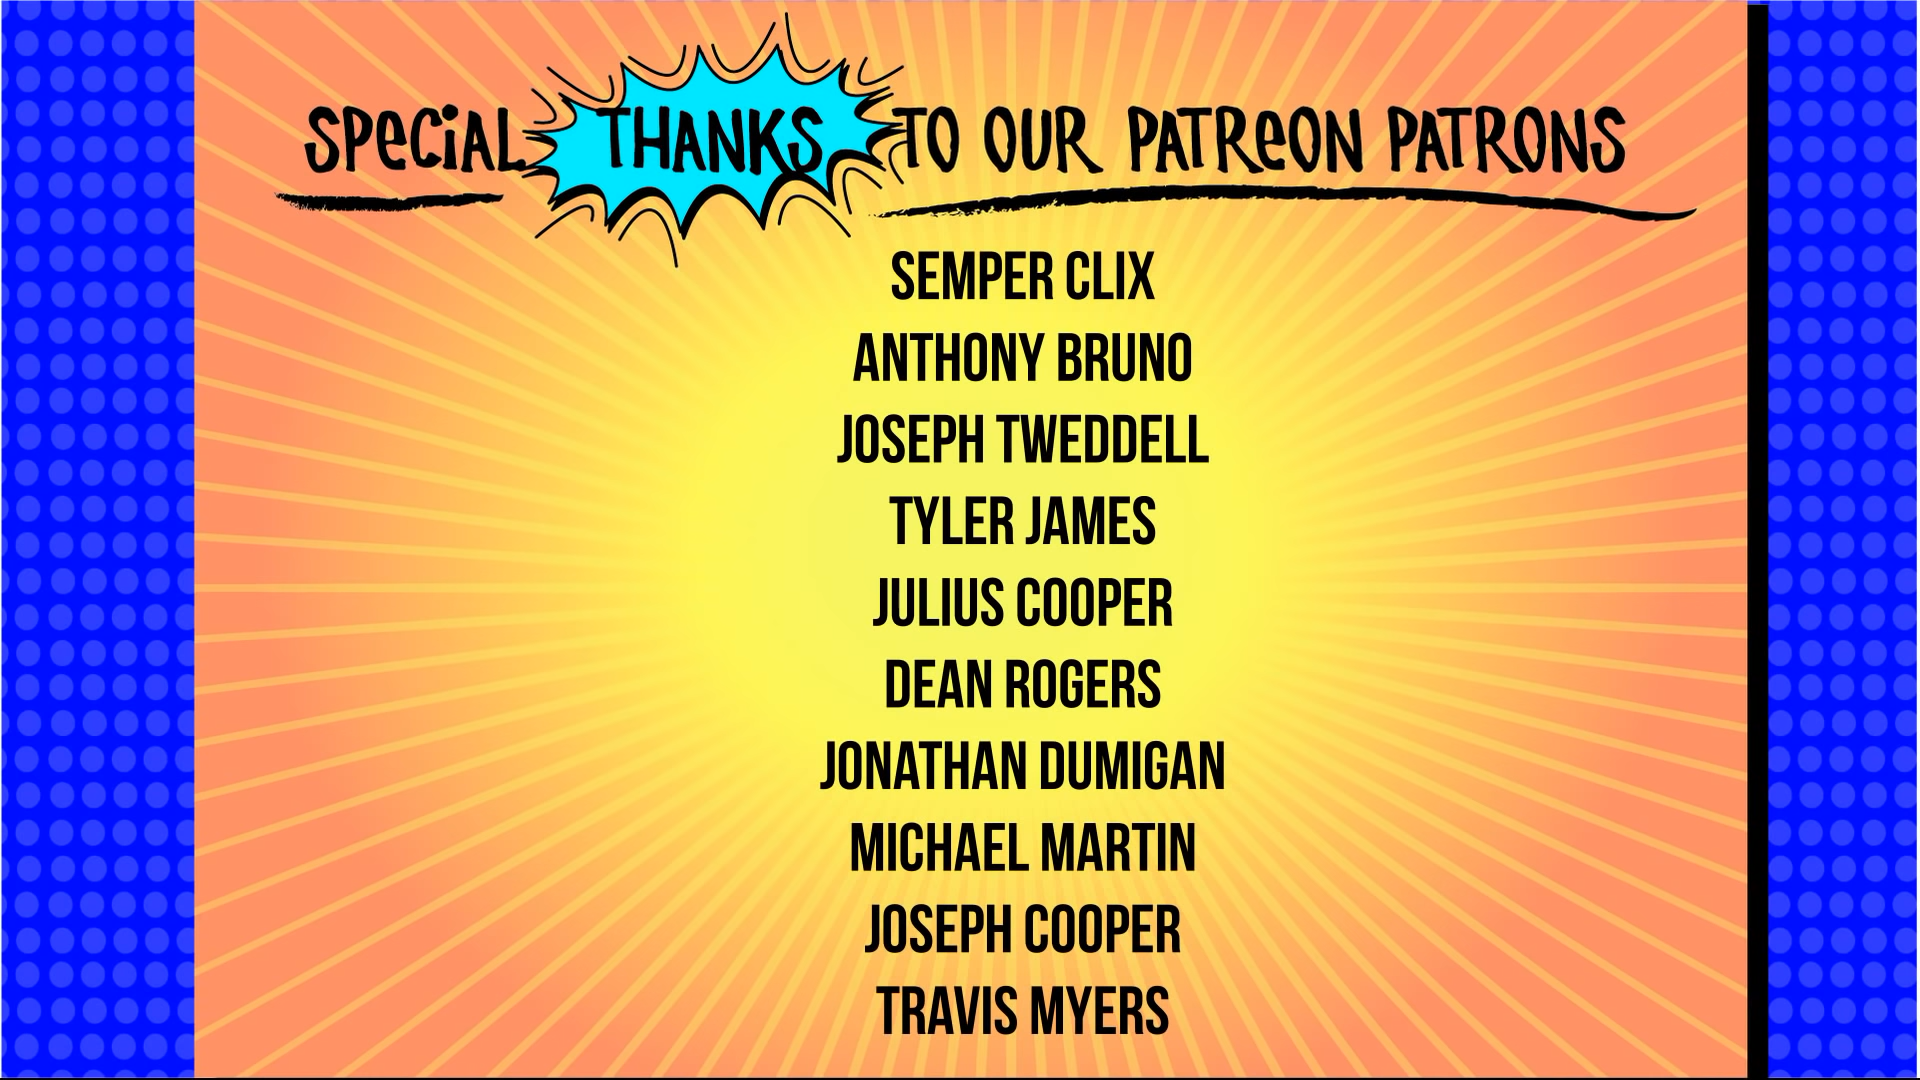 SPeCiAL THANKS TO OUR PATReON PATRONS
SEMPER CLIX
ANTHONY BRUNO
JOSEPH TWEDDELL
TYLER JAMES
JULIUS COOPER
DEAN ROGERS
JONATHAN DUMIGAN
MICHAEL MARTIN
JOSEPH COOPER
TRAVIS MYERS